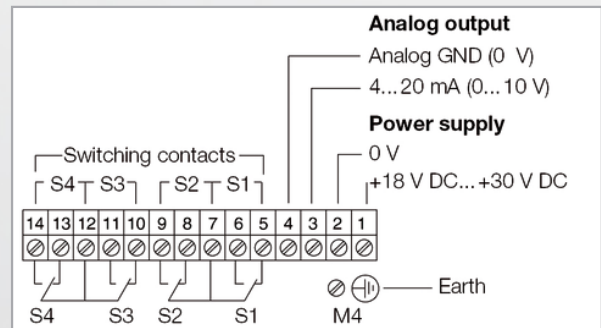 Analog output
Analog GND (0 V)
4...20 mA (0...10 V)
Power supply
0 V
+18 V DC...+30 V DC
Switching contacts
S4 S3 S2 S1
14 13 12 11 10 9 8 7 6 5 4 3 2 1
Earth
S4 S3 S2 S1 M4